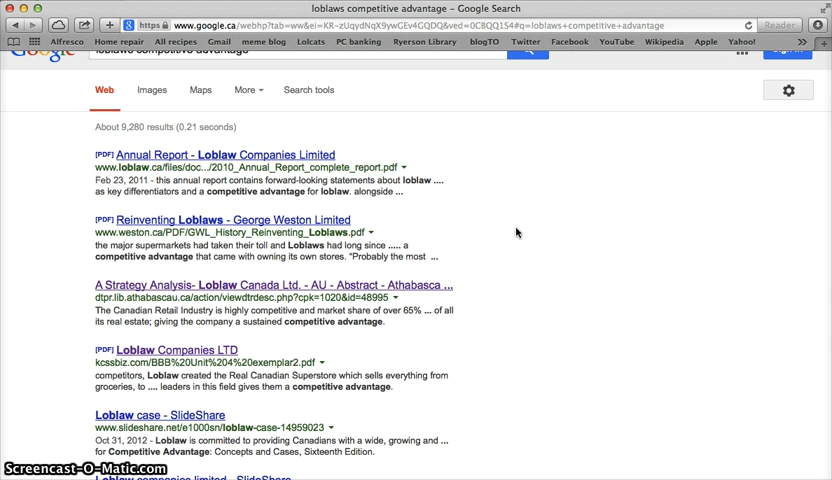 loblaws competitive advantage – Google Search
https www.google.ca/webhp?tab=ww&ei=KR-zUqydNqX9ywGEv4GQDQ&ved=0CBQQ1S4#q=loblaws+competitive+advantage Reader
Alfresco Home repair All recipes Gmail meme blog Lolcats PC banking Ryerson Library blogTO Twitter Facebook YouTube Wikipedia Apple Yahoo!
Google loblaws competitive advantage
Web Images Maps More Search tools
About 9,280 results (0.21 seconds)
[PDF] Annual Report - Loblaw Companies Limited
www.loblaw.ca/files/doc.../2010_Annual_Report_complete_report.pdf
Feb 23, 2011 - this annual report contains forward-looking statements about loblaw ....
as key differentiators and a competitive advantage for loblaw. alongside ...
[PDF] Reinventing Loblaws - George Weston Limited
www.weston.ca/PDF/GWL_History_Reinventing_Loblaws.pdf
the major supermarkets had taken their toll and Loblaws had long since ..... a
competitive advantage that came with owning its own stores. "Probably the most ...
A Strategy Analysis- Loblaw Canada Ltd. - AU - Abstract - Athabasca ...
dtpr.lib.athabascau.ca/action/viewdtrdesc.php?cpk=1020&id=48995
The Canadian Retail Industry is highly competitive and market share of over 65% ... of all
its real estate; giving the company a sustained competitive advantage.
[PDF] Loblaw Companies LTD
kcssbiz.com/BBB%20Unit%204%20exemplar2.pdf
competitors, Loblaw created the Real Canadian Superstore which sells everything from
groceries, to .... leaders in this field gives them a competitive advantage.
Loblaw case - SlideShare
www.slideshare.net/e1000sn/loblaw-case-14959023
Oct 31, 2012 - Loblaw is committed to providing Canadians with a wide, growing and ...
for Competitive Advantage: Concepts and Cases, Sixteenth Edition.
Loblaw companies limited - SlideShare
Screencast-O-Matic.com